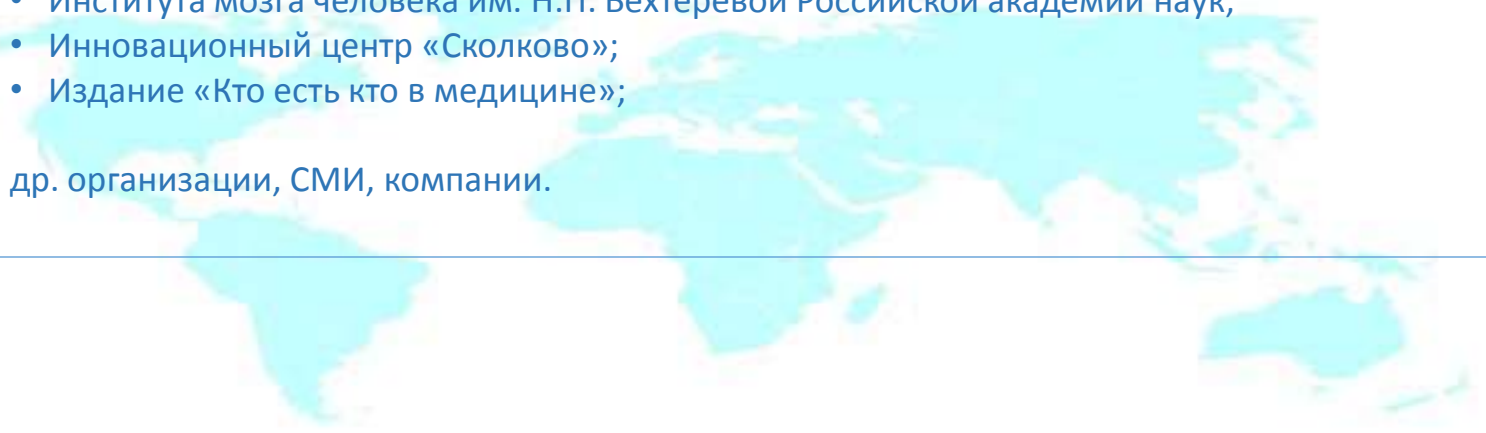 • Института мозга человека им. Н.П. Бехтеревой Российской академии наук;
• Инновационный центр «Сколково»;
• Издание «Кто есть кто в медицине»;
др. организации, СМИ, компании.